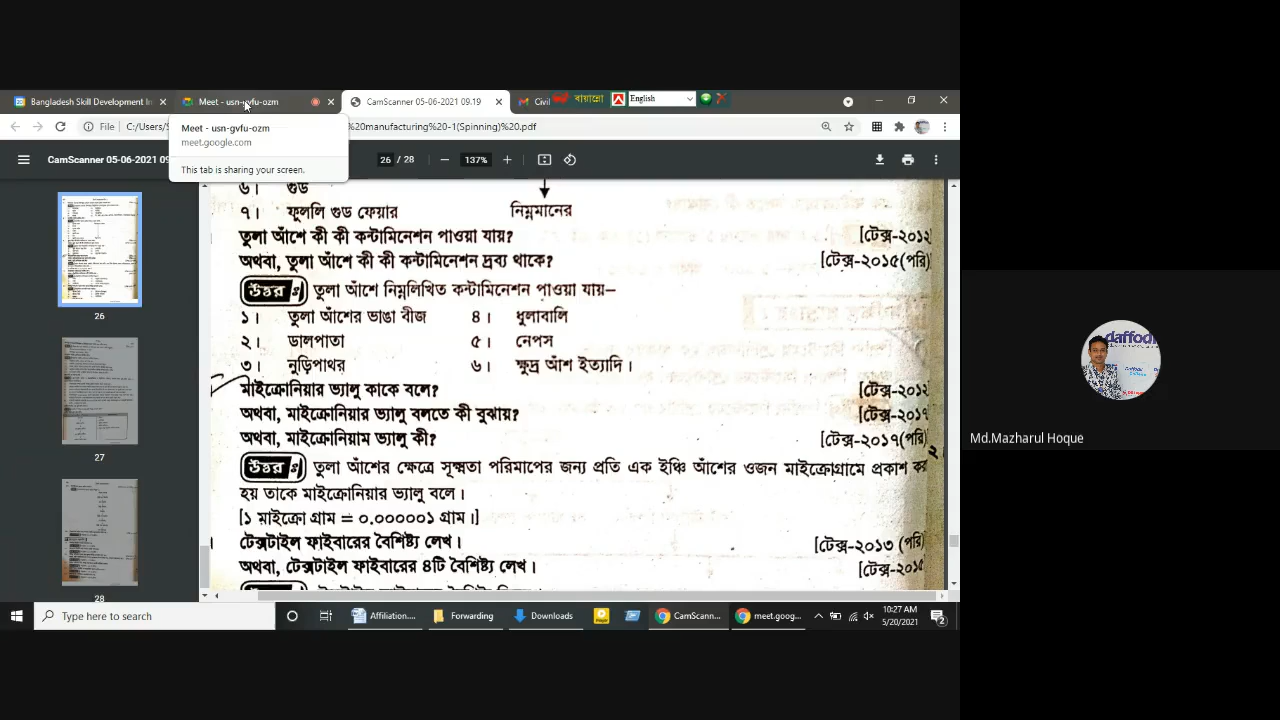 Bangladesh Skill Development In
Meet - usn-gvfu-ozm
CamScanner 05-06-2021 09.19
Civil
বায়ান্নো
English
File
C:/Users/S
%20manufacturing%20-1(Spinning)%20.pdf
Meet - usn-gvfu-ozm
meet.google.com
This tab is sharing your screen.
CamScanner 05-06-2021 09
26 / 28
137%
৬। গুড
৭। ফুললি গুড ফেয়ার নিম্নমানের
তুলা আঁশে কী কী কন্টামিনেশন পাওয়া যায়? [টেক্স-২০১২
অথবা, তুলা আঁশে কী কী কন্টামিনেশন দ্রব্য থাকে? [টেক্স-২০১৫(পরি)
উত্তর ঃ তুলা আঁশে নিম্নলিখিত কন্টামিনেশন পাওয়া যায়–
১। তুলা আঁশের ভাঙা বীজ ৪। ধুলাবালি
২। ডালপাতা ৫। নেপস
৩। নুড়িপাথর ৬। ক্ষুদ্র আঁশ ইত্যাদি।
মাইক্রোনিয়ার ভ্যালু কাকে বলে? [টেক্স-২০১২
অথবা, মাইক্রোনিয়ার ভ্যালু বলতে কী বুঝায়? [টেক্স-২০১৭
অথবা, মাইক্রোনিয়াম ভ্যালু কী? [টেক্স-২০১৭(পরি)
উত্তর ঃ তুলা আঁশের ক্ষেত্রে সূক্ষ্মতা পরিমাপের জন্য প্রতি এক ইঞ্চি আঁশের ওজন মাইক্রোগ্রামে প্রকাশ কর
হয় তাকে মাইক্রোনিয়ার ভ্যালু বলে।
[১ মাইক্রো গ্রাম = ০.০০০০০১ গ্রাম।]
টেক্সটাইল ফাইবারের বৈশিষ্ট্য লেখ। [টেক্স-২০১৩ (পরি)
অথবা, টেক্সটাইল ফাইবারের ৪টি বৈশিষ্ট্য লেখ। [টেক্স-২০১৫
26
27
28
daffodi
Md.Mazharul Hoque
Type here to search
Affiliation....
Forwarding
Downloads
CamScann...
meet.goog...
10:27 AM
5/20/2021
2